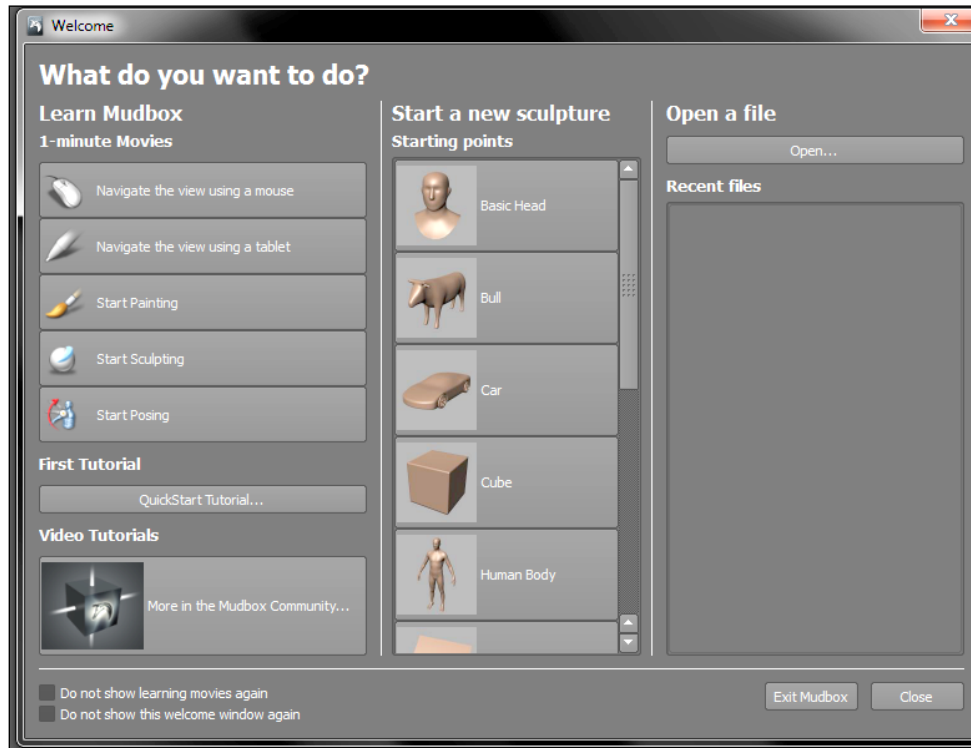 Welcome
What do you want to do?
Learn Mudbox
1-minute Movies
Navigate the view using a mouse
Navigate the view using a tablet
Start Painting
Start Sculpting
Start Posing
First Tutorial
QuickStart Tutorial...
Video Tutorials
More in the Mudbox Community...
Start a new sculpture
Starting points
Basic Head
Bull
Car
Cube
Human Body
Open a file
Open...
Recent files
Do not show learning movies again
Do not show this welcome window again
Exit Mudbox
Close